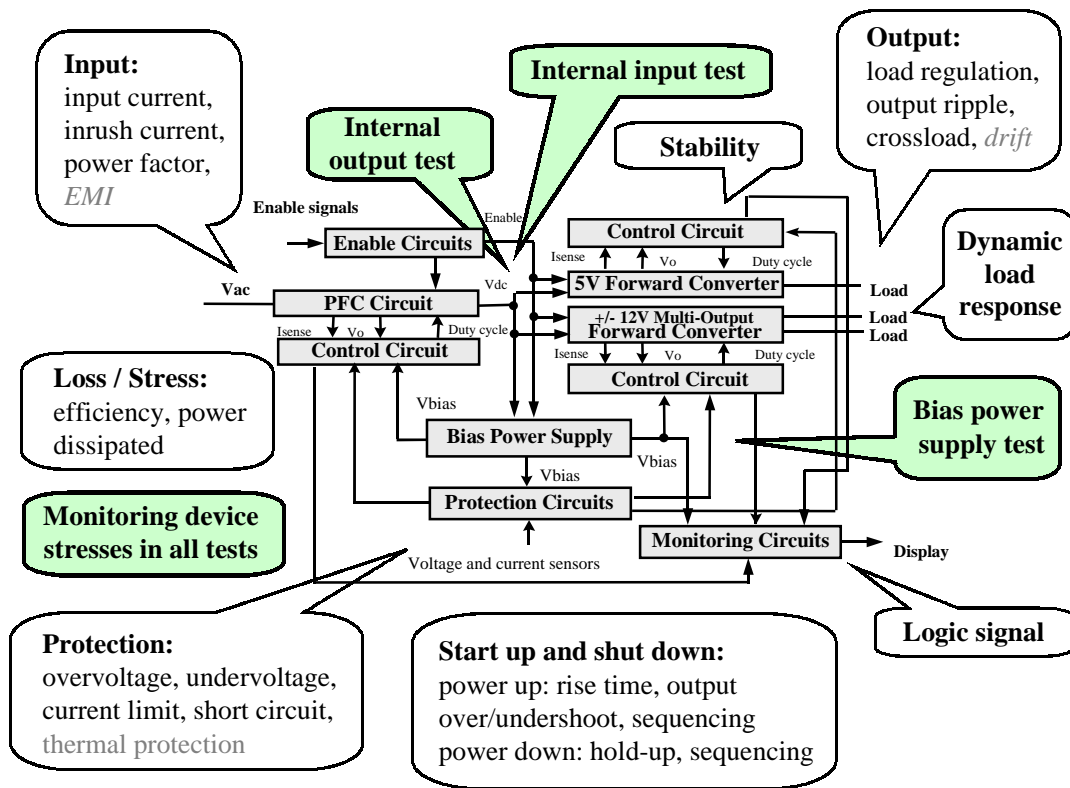 Input:
input current,
inrush current,
power factor,
EMI
Internal input test
Internal
output test
Output:
load regulation,
output ripple,
crossload, drift
Stability
Enable signals
Enable
Enable Circuits
Control Circuit
Isense
Vo
Duty cycle
Dynamic
load
response
Vac
PFC Circuit
Vdc
5V Forward Converter
Load
+/- 12V Multi-Output
Forward Converter
Load
Load
Isense
Vo
Duty cycle
Control Circuit
Isense
Vo
Duty cycle
Control Circuit
Loss / Stress:
efficiency, power
dissipated
Vbias
Bias Power Supply
Vbias
Vbias
Bias power
supply test
Protection Circuits
Monitoring device
stresses in all tests
Monitoring Circuits
Display
Voltage and current sensors
Logic signal
Protection:
overvoltage, undervoltage,
current limit, short circuit,
thermal protection
Start up and shut down:
power up: rise time, output
over/undershoot, sequencing
power down: hold-up, sequencing